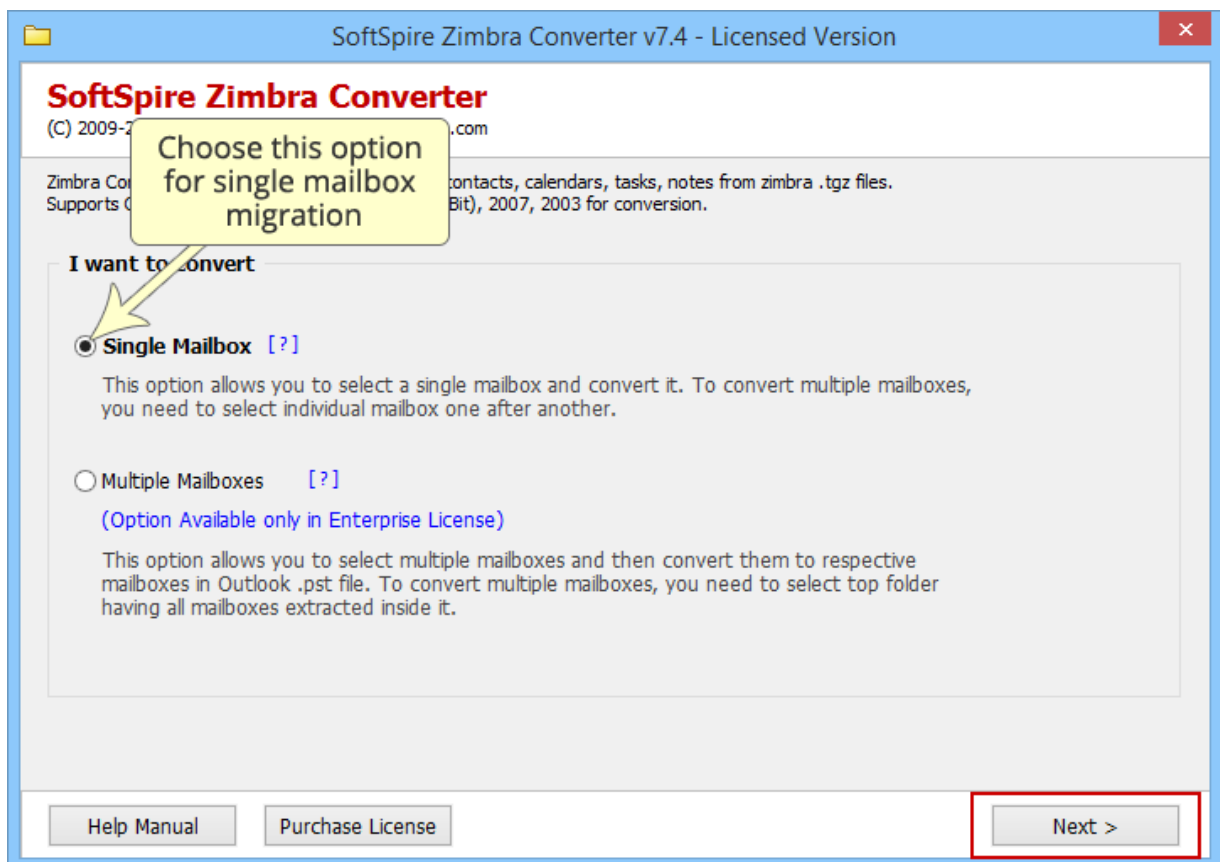 SoftSpire Zimbra Converter v7.4 - Licensed Version
SoftSpire Zimbra Converter
(C) 2009-2 .com
Choose this option
for single mailbox
migration
Zimbra Co contacts, calendars, tasks, notes from zimbra .tgz files.
Supports Bit), 2007, 2003 for conversion.
I want to convert
Single Mailbox [?]
This option allows you to select a single mailbox and convert it. To convert multiple mailboxes,
you need to select individual mailbox one after another.
Multiple Mailboxes [?]
(Option Available only in Enterprise License)
This option allows you to select multiple mailboxes and then convert them to respective
mailboxes in Outlook .pst file. To convert multiple mailboxes, you need to select top folder
having all mailboxes extracted inside it.
Help Manual
Purchase License
Next >